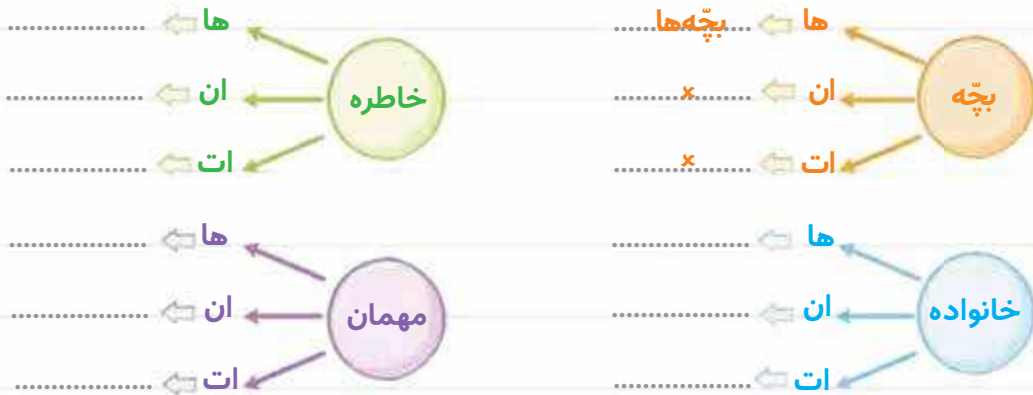 بچّه
ها بچّه‌ها
ان ×
ات ×
خاطره
ها ....................
ان ....................
ات ....................
خانواده
ها ....................
ان ....................
ات ....................
مهمان
ها ....................
ان ....................
ات ....................